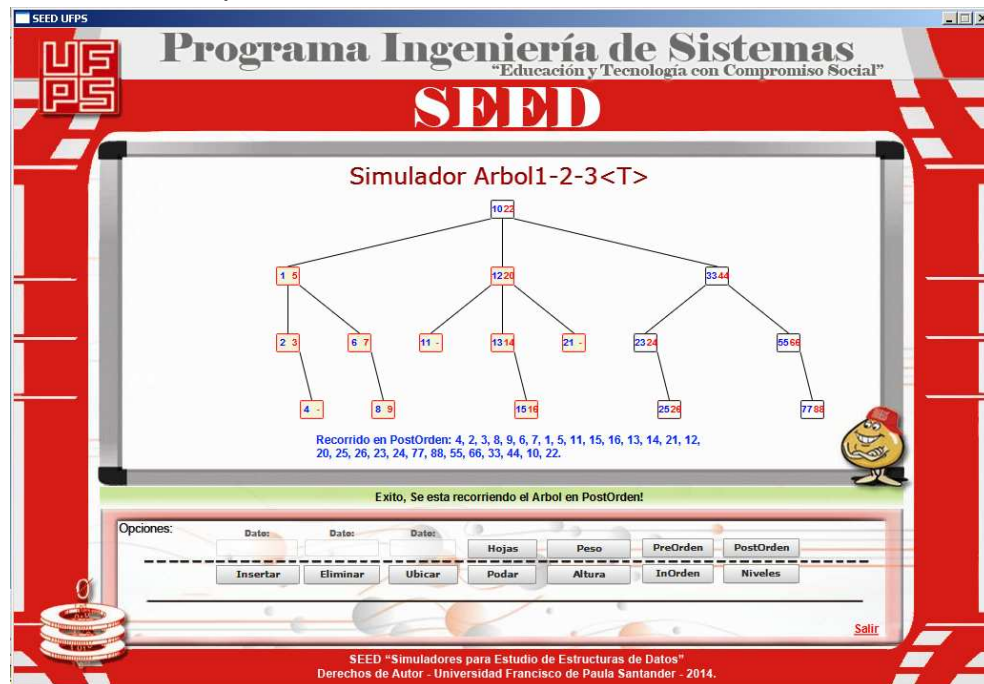 SEED UFPS
UF
PS
Programa Ingeniería de Sistemas
“Educación y Tecnología con Compromiso Social”
SEED
Simulador Arbol1-2-3<T>
10 22
1 5 12 20 33 44
2 3 6 7 11 - 13 14 21 - 23 24 55 66
4 - 8 9 15 16 25 26 77 88
Recorrido en PostOrden: 4, 2, 3, 8, 9, 6, 7, 1, 5, 11, 15, 16, 13, 14, 21, 12,
20, 25, 26, 23, 24, 77, 88, 55, 66, 33, 44, 10, 22.
Exito, Se esta recorriendo el Arbol en PostOrden!
Opciones:
Dato: Dato: Dato:
Hojas Peso PreOrden PostOrden
Insertar Eliminar Ubicar Podar Altura InOrden Niveles
Salir
SEED “Simuladores para Estudio de Estructuras de Datos”
Derechos de Autor - Universidad Francisco de Paula Santander - 2014.